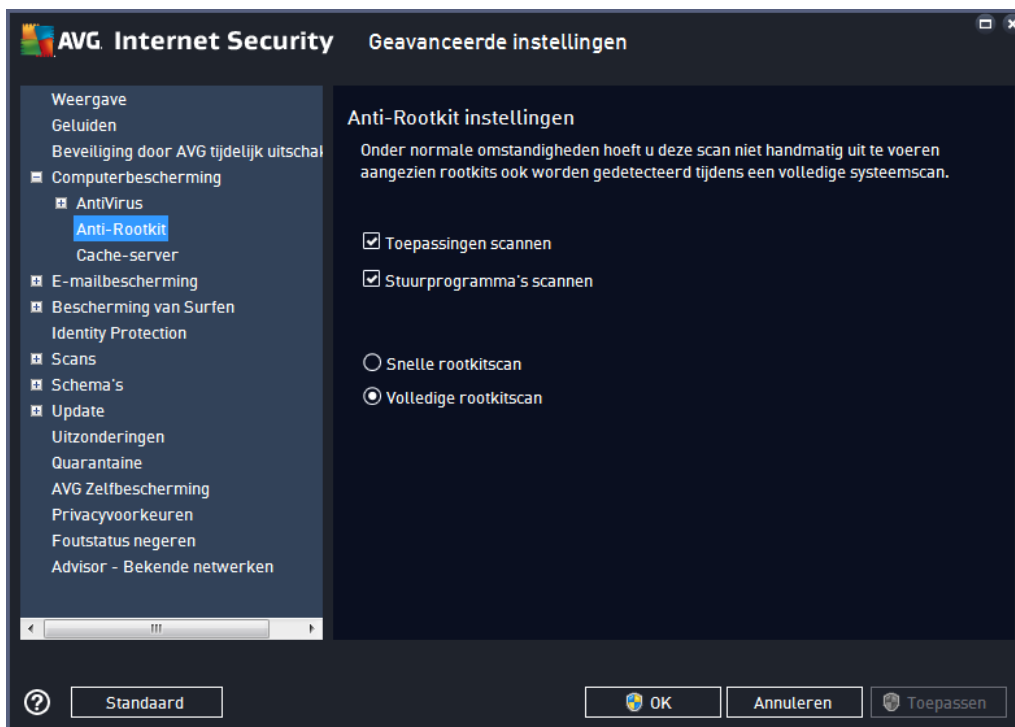 AVG. Internet Security
Geavanceerde instellingen
Weergave
Geluiden
Beveiliging door AVG tijdelijk uitschak
Computerbescherming
AntiVirus
Anti-Rootkit
Cache-server
E-mailbescherming
Bescherming van Surfen
Identity Protection
Scans
Schema's
Update
Uitzonderingen
Quarantaine
AVG Zelfbescherming
Privacyvoorkeuren
Foutstatus negeren
Advisor - Bekende netwerken
Anti-Rootkit instellingen
Onder normale omstandigheden hoeft u deze scan niet handmatig uit te voeren
aangezien rootkits ook worden gedetecteerd tijdens een volledige systeemscan.
Toepassingen scannen
Stuurprogramma's scannen
Snelle rootkitscan
Volledige rootkitscan
? Standaard
OK
Annuleren
Toepassen